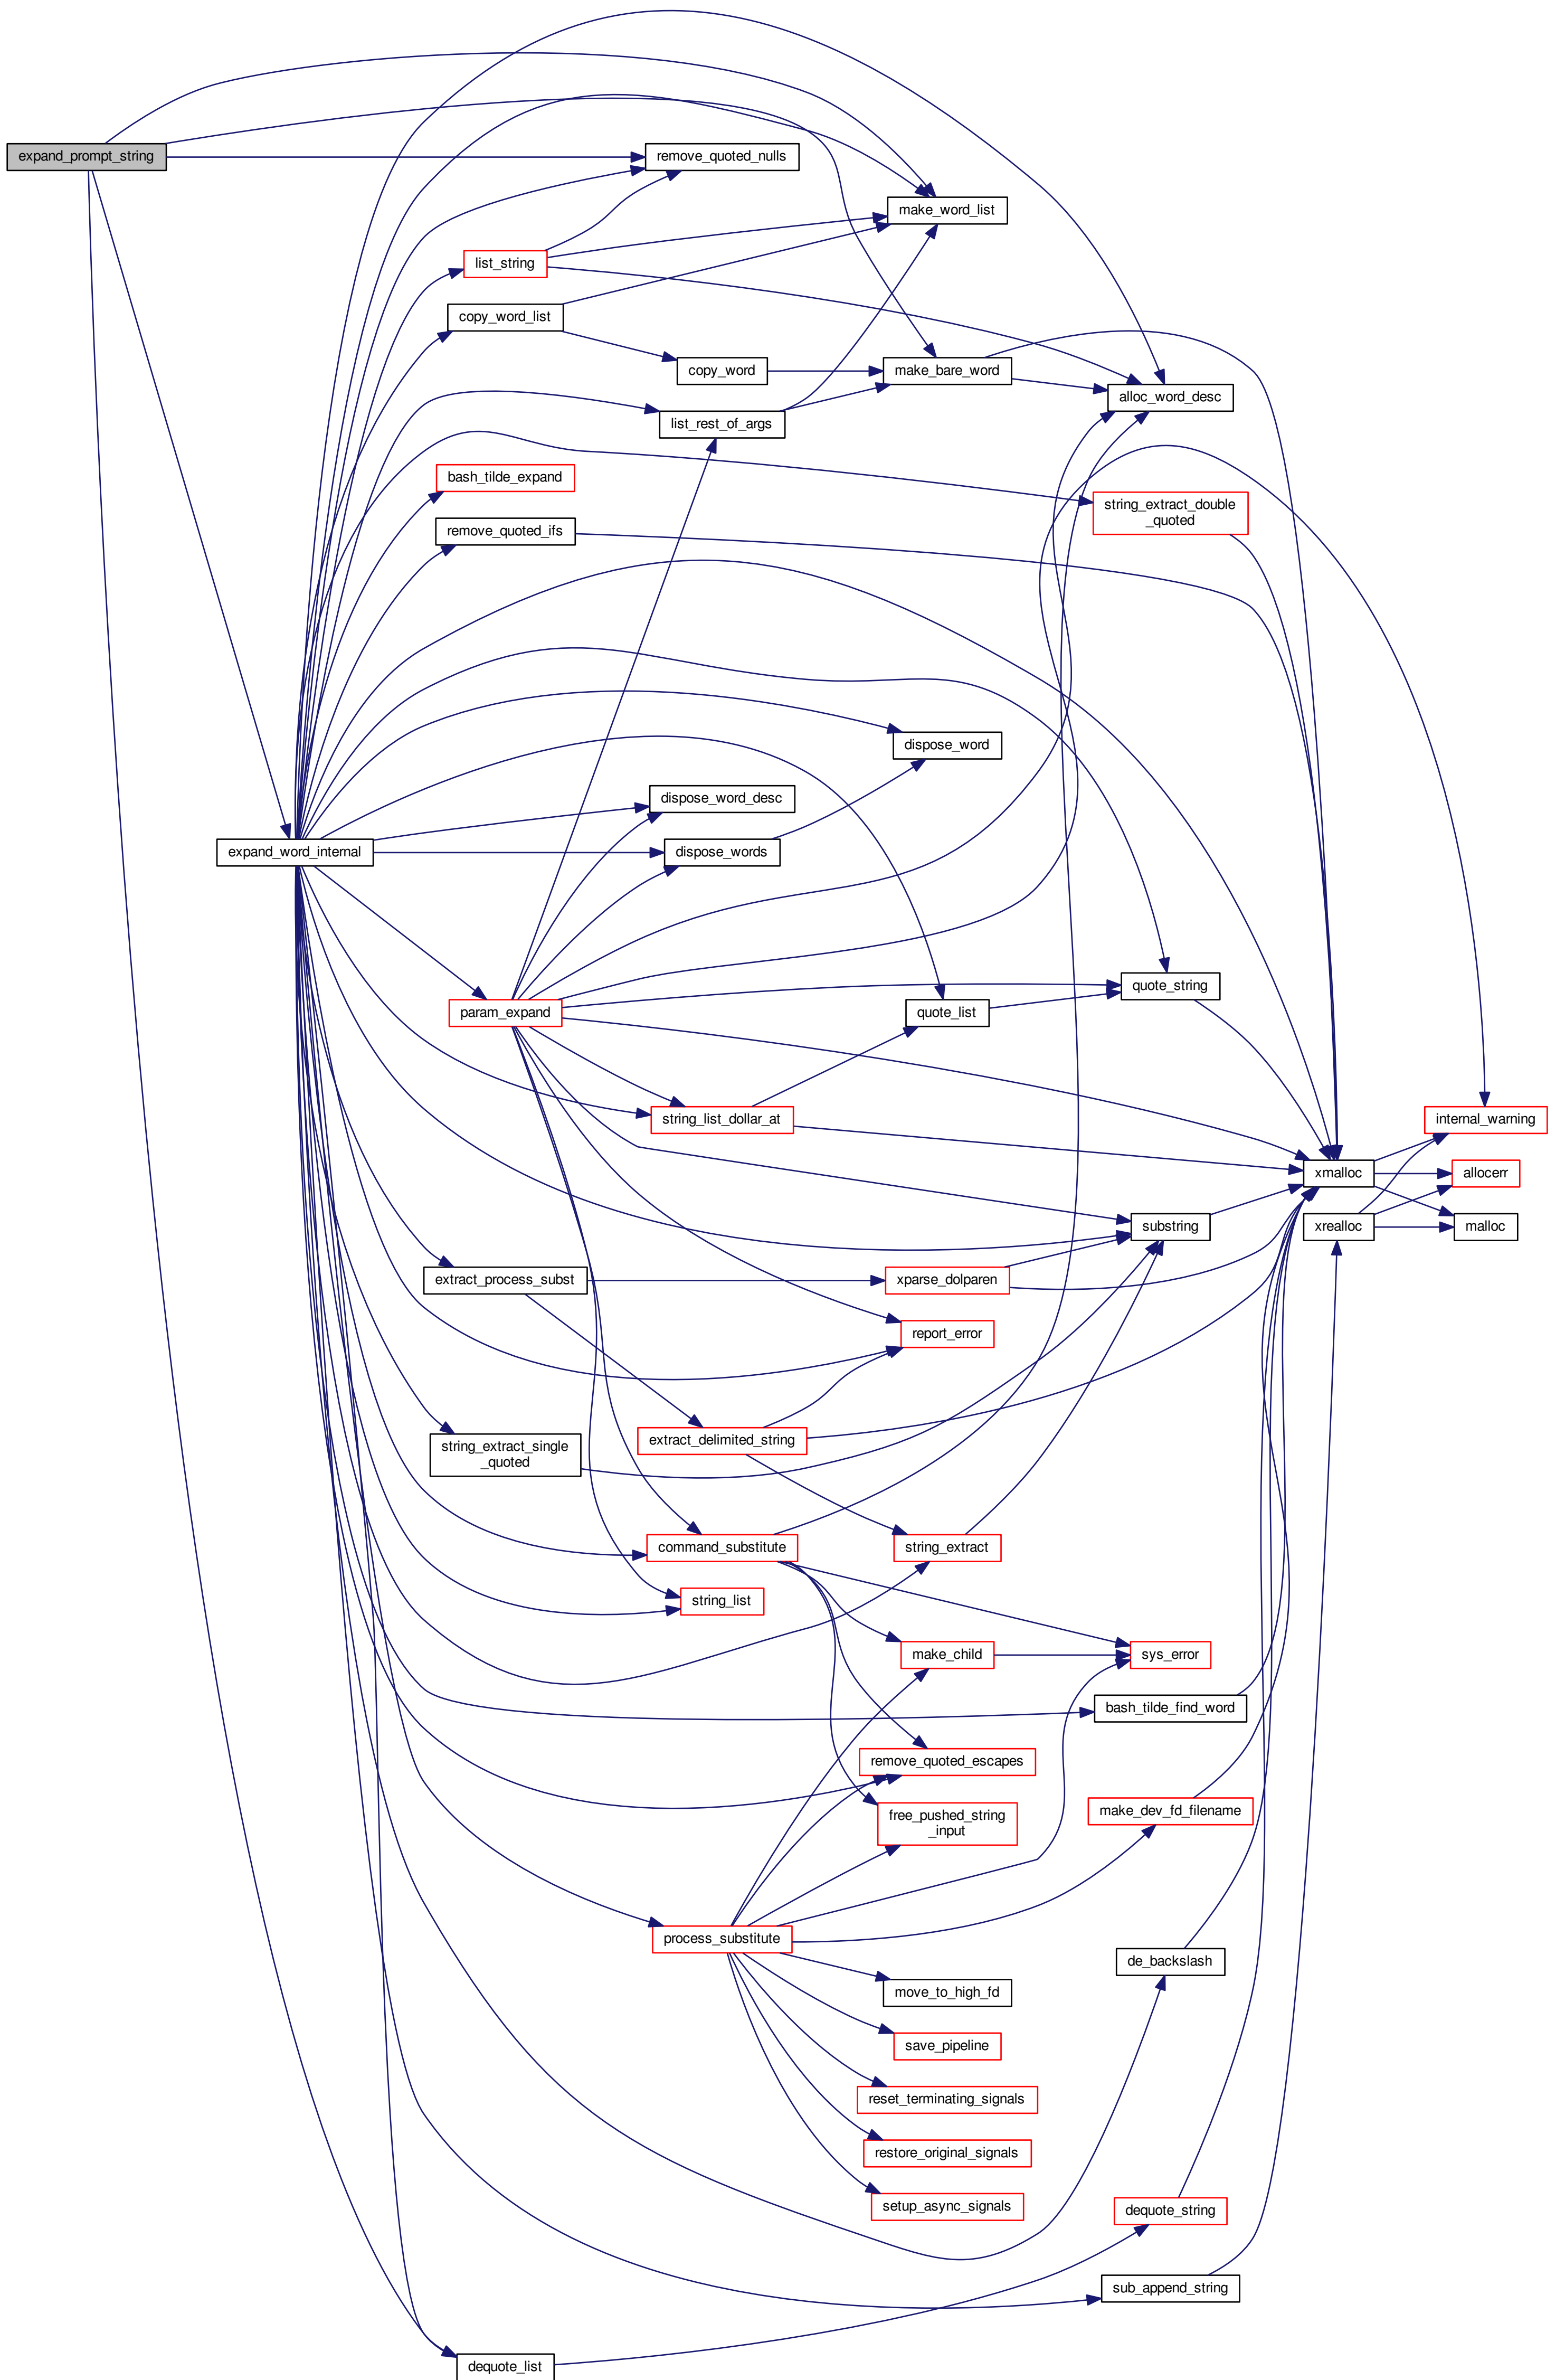 expand_prompt_string
remove_quoted_nulls
make_word_list
list_string
copy_word_list
copy_word
make_bare_word
alloc_word_desc
list_rest_of_args
bash_tilde_expand
string_extract_double
_quoted
remove_quoted_ifs
dispose_word
dispose_word_desc
expand_word_internal
dispose_words
quote_string
param_expand
quote_list
string_list_dollar_at
internal_warning
xmalloc
allocerr
substring
xrealloc
malloc
extract_process_subst
xparse_dolparen
report_error
extract_delimited_string
string_extract_single
_quoted
command_substitute
string_extract
string_list
make_child
sys_error
bash_tilde_find_word
remove_quoted_escapes
make_dev_fd_filename
free_pushed_string
_input
process_substitute
de_backslash
move_to_high_fd
save_pipeline
reset_terminating_signals
restore_original_signals
setup_async_signals
dequote_string
sub_append_string
dequote_list